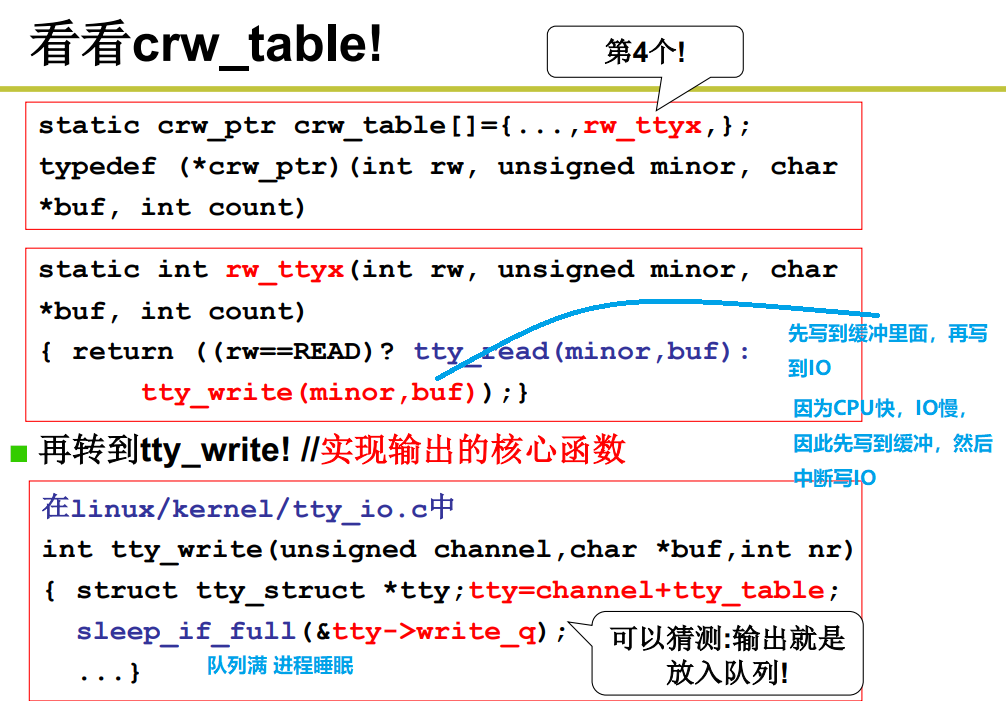 看看crw_table!
第4个!
static crw_ptr crw_table[]={...,rw_ttyx,};
typedef (*crw_ptr)(int rw, unsigned minor, char
*buf, int count)
static int rw_ttyx(int rw, unsigned minor, char
*buf, int count)
{ return ((rw==READ)? tty_read(minor,buf):
tty_write(minor,buf));}
先写到缓冲里面，再写
到IO
因为CPU快，IO慢，
因此先写到缓冲，然后
中断写IO
再转到tty_write! //实现输出的核心函数
在linux/kernel/tty_io.c中
int tty_write(unsigned channel,char *buf,int nr)
{ struct tty_struct *tty;tty=channel+tty_table;
sleep_if_full(&tty->write_q);
队列满 进程睡眠
...}
可以猜测:输出就是
放入队列!